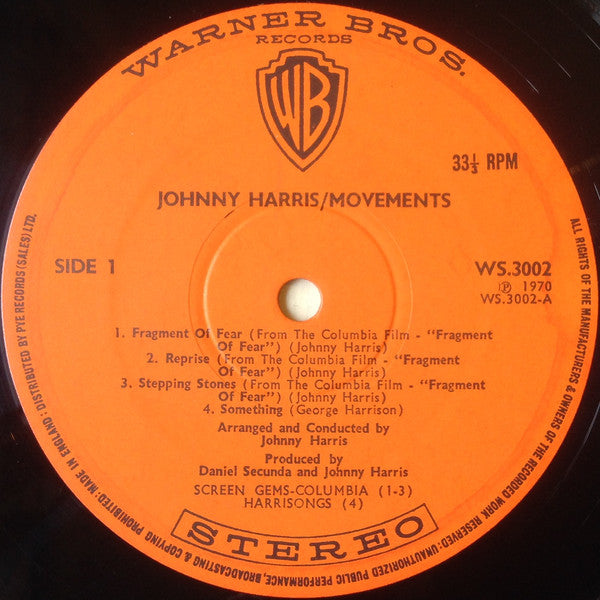 WARNER BROS.
RECORDS
WB
33⅓ RPM
JOHNNY HARRIS/MOVEMENTS
SIDE 1
WS.3002
Ⓟ 1970
WS.3002-A
1. Fragment Of Fear (From The Columbia Film - "Fragment
Of Fear") (Johnny Harris)
2. Reprise (From The Columbia Film - "Fragment
Of Fear") (Johnny Harris)
3. Stepping Stones (From The Columbia Film - "Fragment
Of Fear") (Johnny Harris)
4. Something (George Harrison)
Arranged and Conducted by
Johnny Harris
Produced by
Daniel Secunda and Johnny Harris
SCREEN GEMS-COLUMBIA (1-3)
HARRISONGS (4)
STEREO
ALL RIGHTS OF THE MANUFACTURERS & OWNERS OF THE RECORDED WORK RESERVED: UNAUTHORIZED PUBLIC PERFORMANCE, BROADCASTING & COPYING PROHIBITED: MADE IN ENGLAND: DISTRIBUTED BY PYE RECORDS (SALES) LTD.